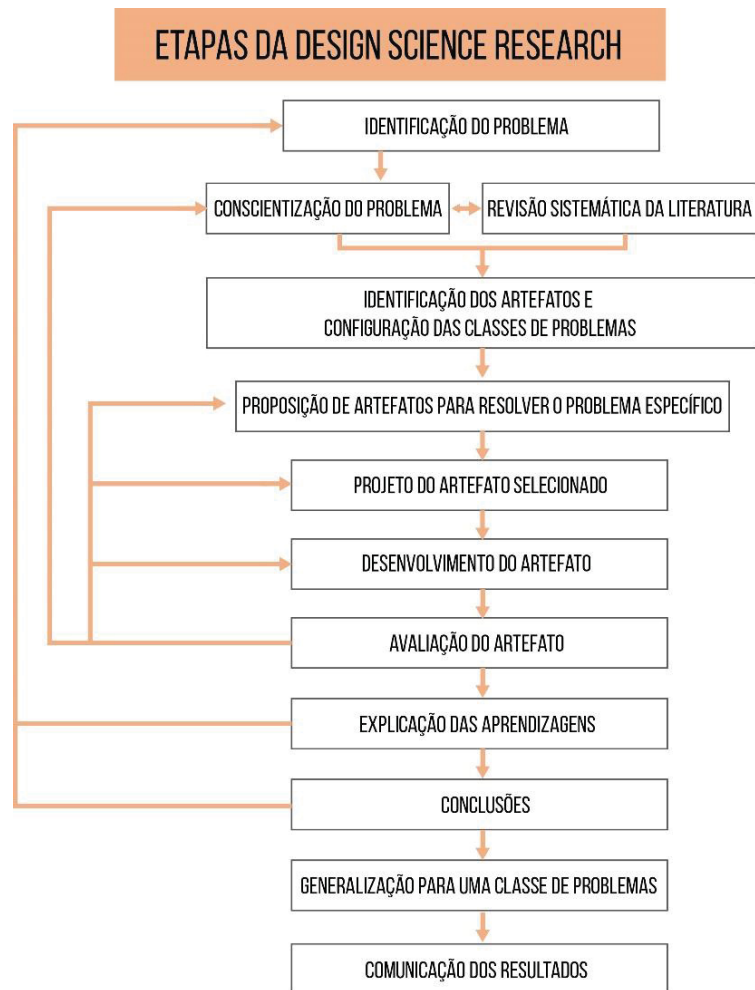 ETAPAS DA DESIGN SCIENCE RESEARCH
IDENTIFICAÇÃO DO PROBLEMA
CONSCIENTIZAÇÃO DO PROBLEMA
REVISÃO SISTEMÁTICA DA LITERATURA
IDENTIFICAÇÃO DOS ARTEFATOS E
CONFIGURAÇÃO DAS CLASSES DE PROBLEMAS
PROPOSIÇÃO DE ARTEFATOS PARA RESOLVER O PROBLEMA ESPECÍFICO
PROJETO DO ARTEFATO SELECIONADO
DESENVOLVIMENTO DO ARTEFATO
AVALIAÇÃO DO ARTEFATO
EXPLICAÇÃO DAS APRENDIZAGENS
CONCLUSÕES
GENERALIZAÇÃO PARA UMA CLASSE DE PROBLEMAS
COMUNICAÇÃO DOS RESULTADOS